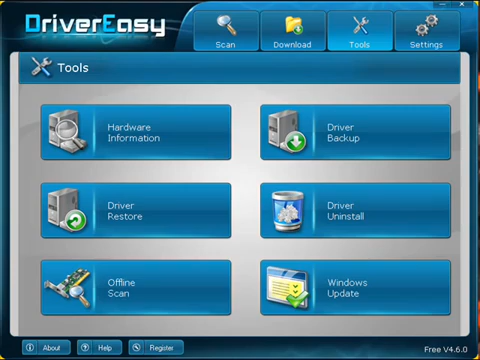 DriverEasy
Scan
Download
Tools
Settings
Tools
Hardware
Information
Driver
Backup
Driver
Restore
Driver
Uninstall
Offline
Scan
Windows
Update
About
Help
Register
Free V4.6.0